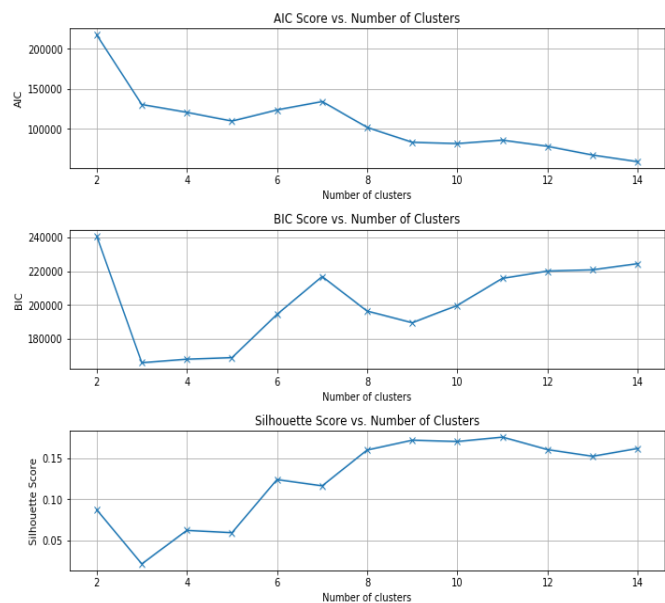 AIC Score vs. Number of Clusters
200000
150000
100000
AIC
2 4 6 8 10 12 14
Number of clusters
BIC Score vs. Number of Clusters
240000
220000
200000
180000
BIC
2 4 6 8 10 12 14
Number of clusters
Silhouette Score vs. Number of Clusters
0.15
0.10
0.05
Silhouette Score
2 4 6 8 10 12 14
Number of clusters